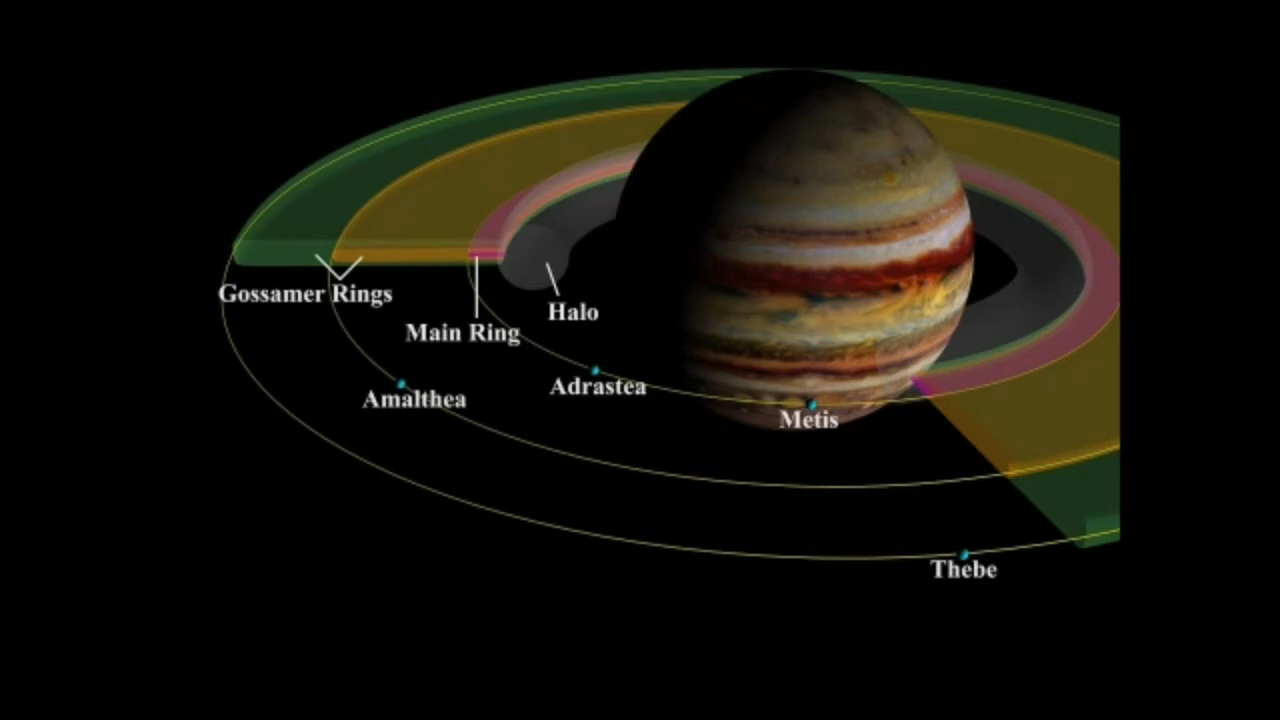 Gossamer Rings
Halo
Main Ring
Adrastea
Amalthea
Metis
Thebe